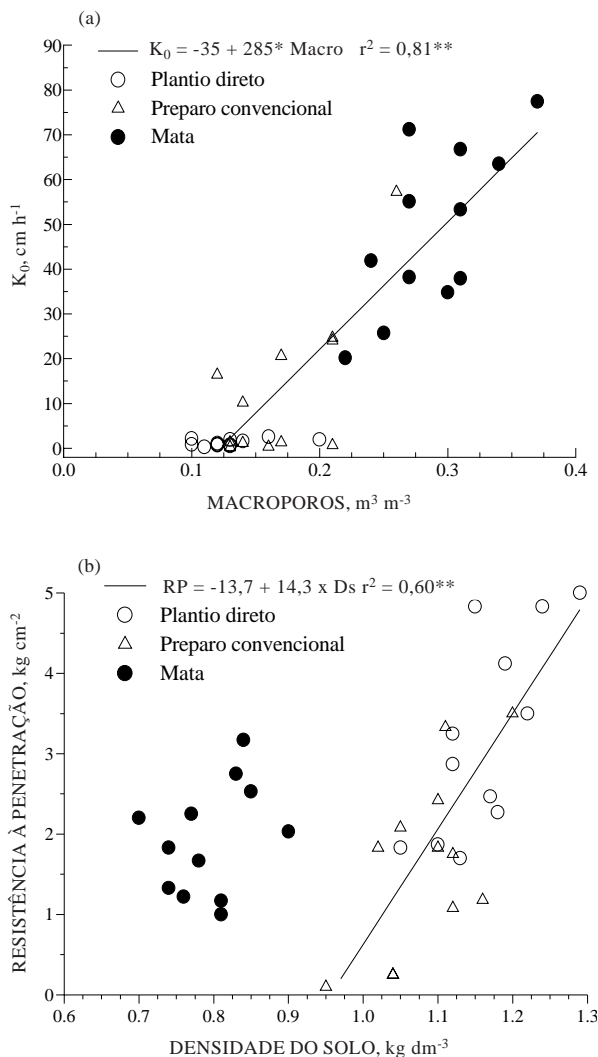 (a)
K₀ = -35 + 285* Macro r² = 0,81**
Plantio direto
Preparo convencional
Mata
90
80
70
60
50
40
30
20
10
0
K₀, cm h⁻¹
0.0 0.1 0.2 0.3 0.4
MACROPOROS, m³ m⁻³
(b)
RP = -13,7 + 14,3 x Ds r² = 0,60**
Plantio direto
Preparo convencional
Mata
5
4
3
2
1
0
RESISTÊNCIA À PENETRAÇÃO, kg cm⁻²
0.6 0.7 0.8 0.9 1.0 1.1 1.2 1.3
DENSIDADE DO SOLO, kg dm⁻³